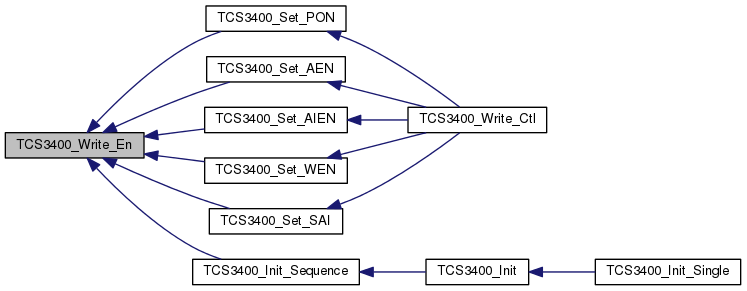 TCS3400_Set_PON
TCS3400_Set_AEN
TCS3400_Set_AIEN
TCS3400_Write_Ctl
TCS3400_Write_En
TCS3400_Set_WEN
TCS3400_Set_SAI
TCS3400_Init_Sequence
TCS3400_Init
TCS3400_Init_Single